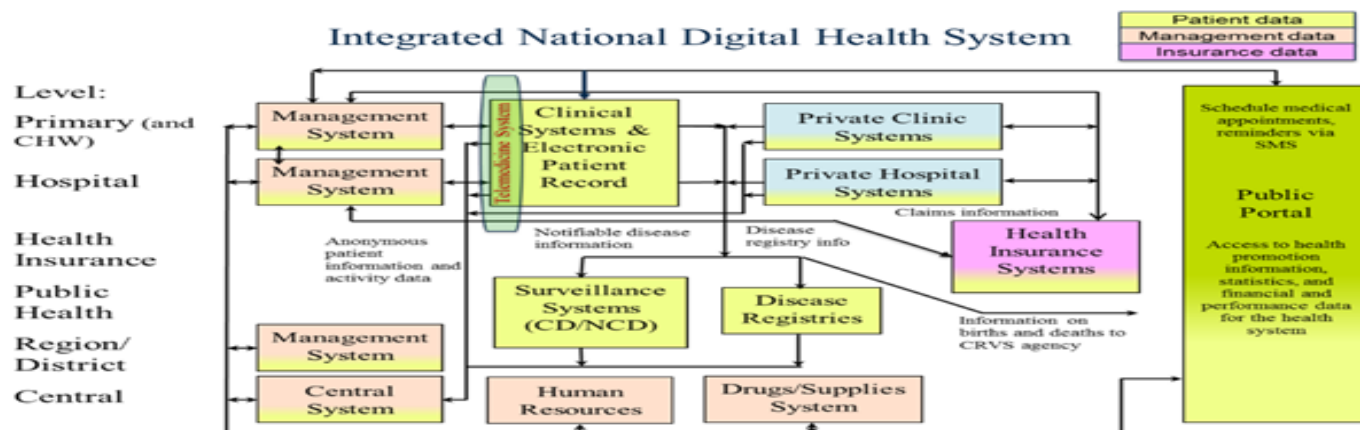 Integrated National Digital Health System
Patient data
Management data
Insurance data
Level:
Primary (and
CHW)
Hospital
Health
Insurance
Public
Health
Region/
District
Central
Management
System
Management
System
Telemedicine System
Clinical
Systems &
Electronic
Patient
Record
Private Clinic
Systems
Private Hospital
Systems
Claims information
Anonymous
patient
information and
activity data
Notifiable disease
information
Disease
registry info
Health
Insurance
Systems
Surveillance
Systems
(CD/NCD)
Disease
Registries
Information on
births and deaths to
CRVS agency
Management
System
Central
System
Human
Resources
Drugs/Supplies
System
Schedule medical
appointments,
reminders via
SMS
Public
Portal
Access to health
promotion
information,
statistics, and
financial and
performance data
for the health
system